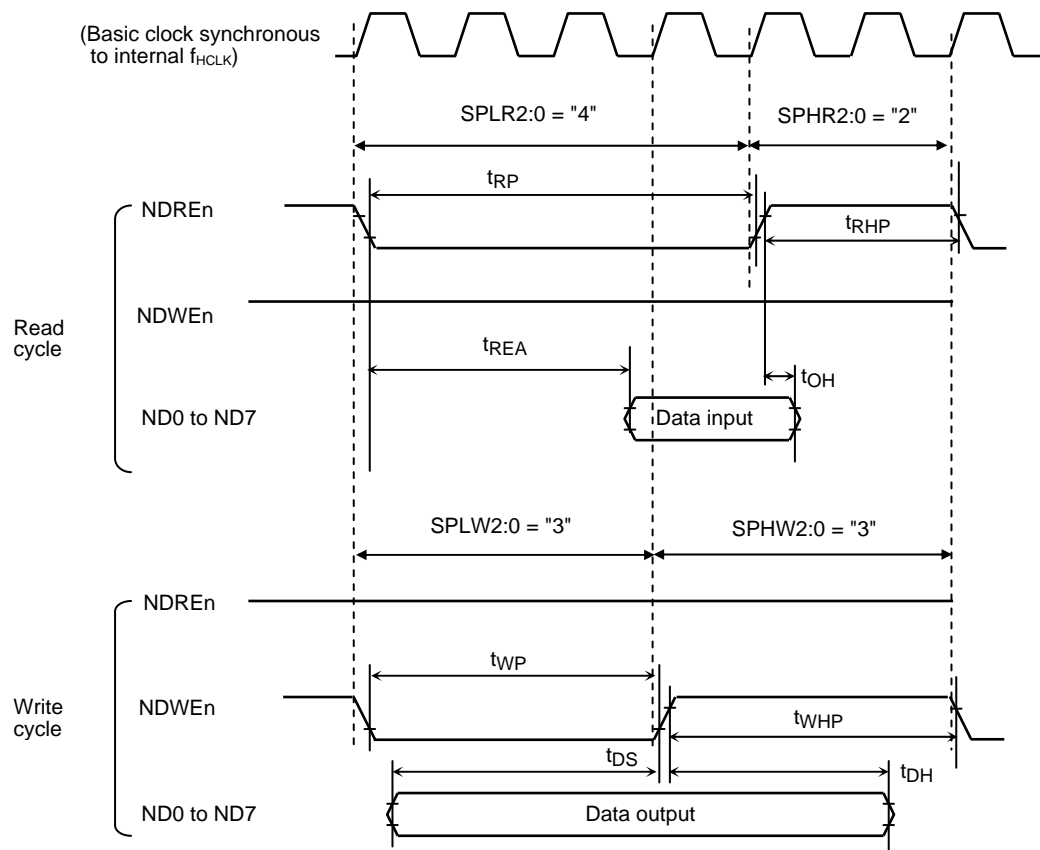 (Basic clock synchronous
to internal fHCLK)
SPLR2:0 = "4"
SPHR2:0 = "2"
tRP
NDREn
tRHP
NDWEn
Read
cycle
tREA
tOH
ND0 to ND7
Data input
SPLW2:0 = "3"
SPHW2:0 = "3"
NDREn
tWP
Write
cycle
NDWEn
tWHP
tDS
tDH
ND0 to ND7
Data output